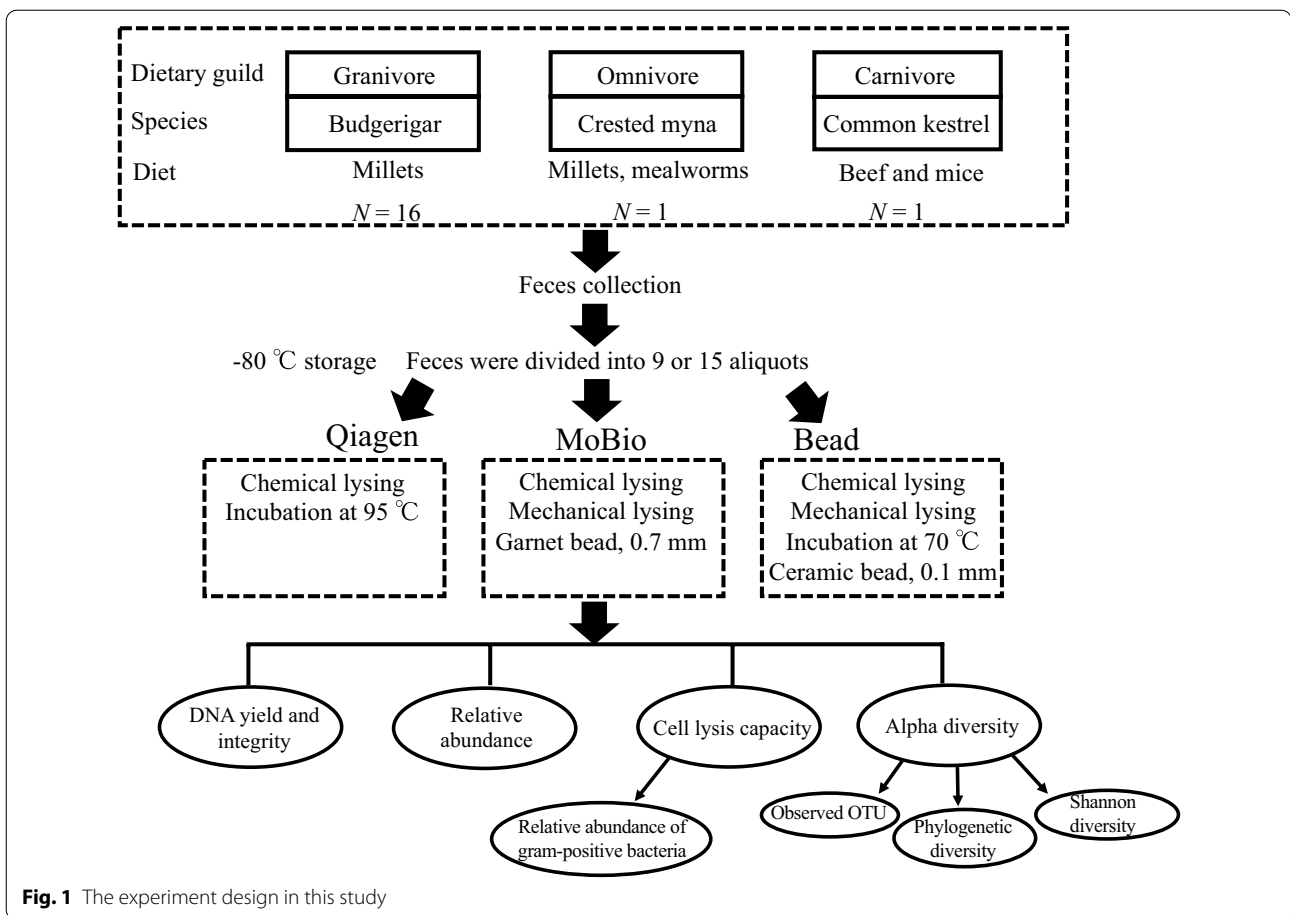 Dietary guild Granivore Omnivore Carnivore
Species Budgerigar Crested myna Common kestrel
Diet Millets Millets, mealworms Beef and mice
N = 16 N = 1 N = 1
Feces collection
-80 ℃ storage Feces were divided into 9 or 15 aliquots
Qiagen MoBio Bead
Chemical lysing
Incubation at 95 ℃
Chemical lysing
Mechanical lysing
Garnet bead, 0.7 mm
Chemical lysing
Mechanical lysing
Incubation at 70 ℃
Ceramic bead, 0.1 mm
DNA yield and
integrity
Relative
abundance
Cell lysis capacity
Alpha diversity
Relative abundance of
gram-positive bacteria
Observed OTU
Phylogenetic
diversity
Shannon
diversity
Fig. 1 The experiment design in this study